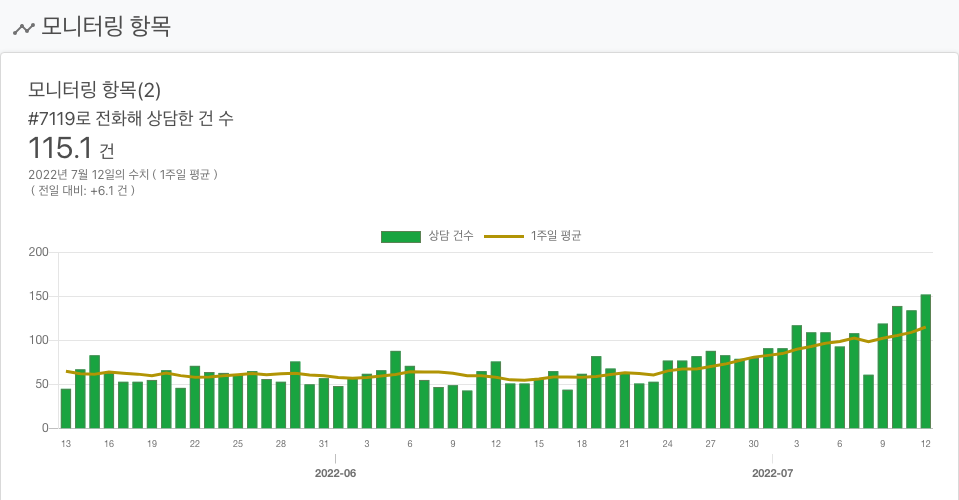 모니터링 항목
모니터링 항목(2)
#7119로 전화해 상담한 건 수
115.1 건
2022년 7월 12일의 수치 ( 1주일 평균 )
( 전일 대비: +6.1 건 )
상담 건수 1주일 평균
200
150
100
50
0
13 16 19 22 25 28 31 3 6 9 12 15 18 21 24 27 30 3 6 9 12
2022-06 2022-07